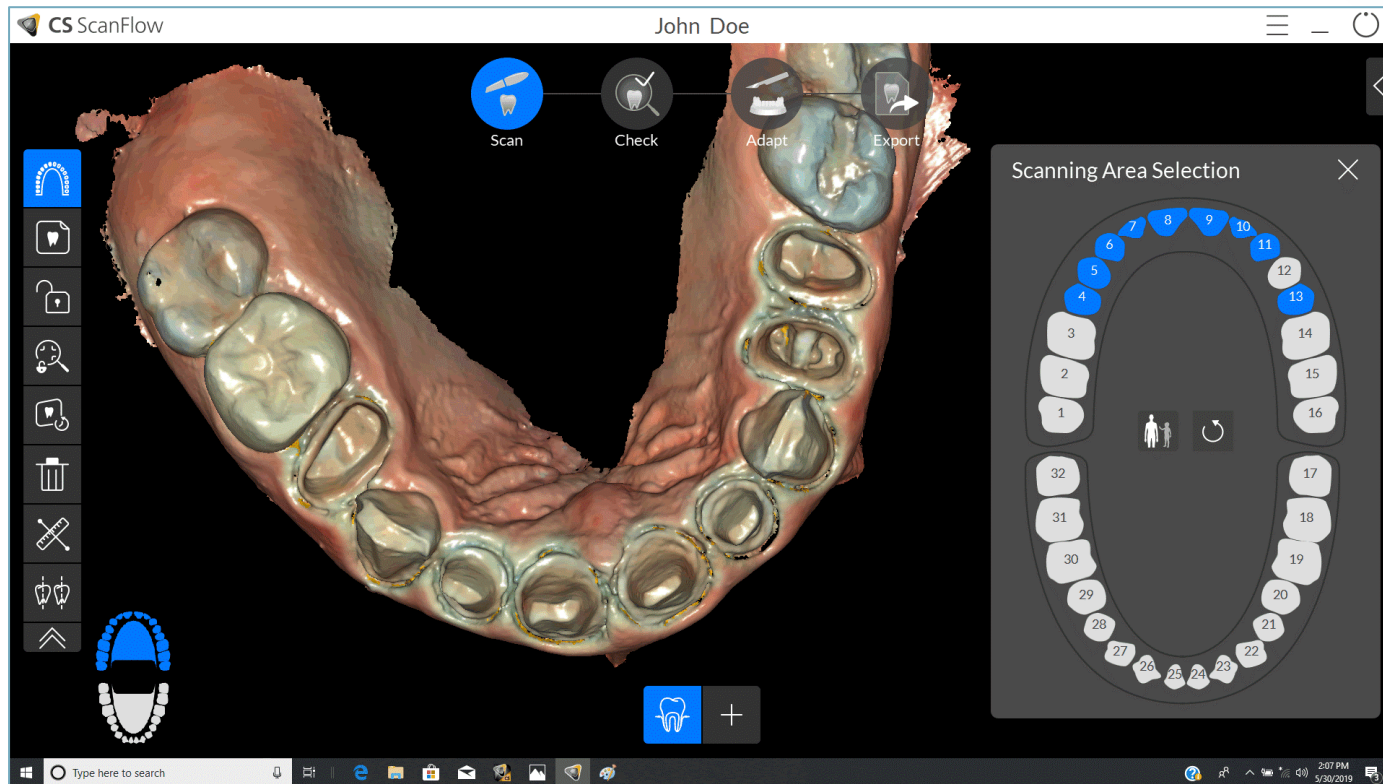 CS ScanFlow
John Doe
Scan
Check
Adapt
Export
Scanning Area Selection
7 8 9 10
6 11
5 12
4 13
3 14
2 15
1 16
32 17
31 18
30 19
29 20
28 21
27 22
26 25 24 23
Type here to search
2:07 PM
5/30/2019
3